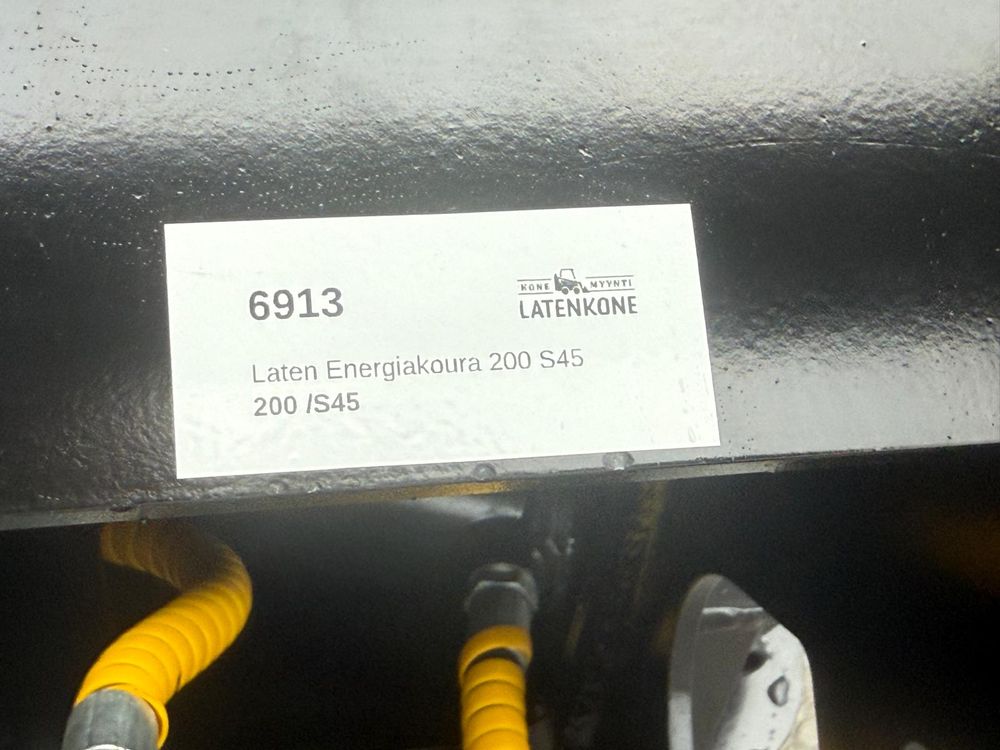 6913
KONE MYYNTI
LATENKONE
Laten Energiakoura 200 S45
200 /S45